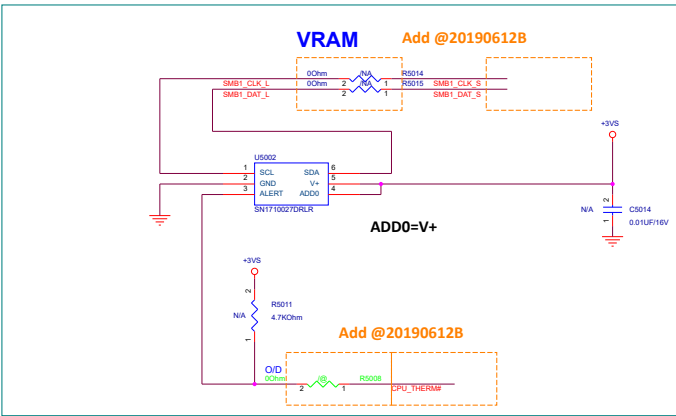 VRAM
Add @20190612B
0Ohm /NA R5014
SMB1_CLK_L 0Ohm 2 /NA 1 R5015 SMB1_CLK_S
SMB1_DAT_L 2 1 SMB1_DAT_S
+3VS
U5002
1 SCL SDA 6
2 GND V+ 5
3 ALERT ADD0 4
SN1710027DRLR
ADD0=V+
N/A 2 1 C5014
0.01UF/16V
+3VS
2
N/A R5011
4.7KOhm
1
Add @20190612B
O/D
0Ohm /@
2 1 CPU_THERM#